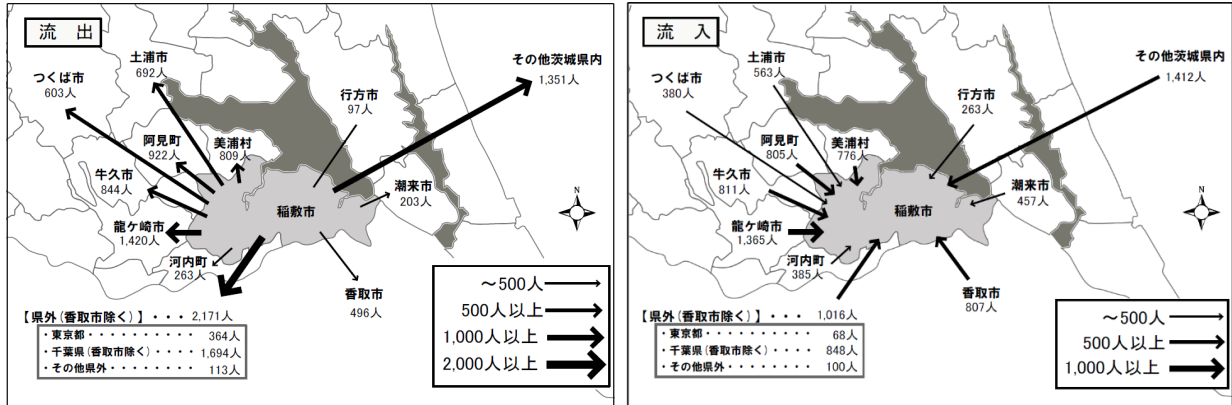 流 出
つくば市
603人
土浦市
692人
その他茨城県内
1,351人
行方市
97人
阿見町
922人
美浦村
809人
牛久市
844人
潮来市
203人
稲敷市
龍ケ崎市
1,420人
河内町
263人
香取市
496人
N
【県外(香取市除く)】・・・ 2,171人
・東京都・・・・・・・・・・ 364人
・千葉県(香取市除く)・・・ 1,694人
・その他県外・・・・・・・・ 113人
～500人
500人以上
1,000人以上
2,000人以上
流 入
つくば市
380人
土浦市
563人
その他茨城県内
1,412人
行方市
263人
阿見町
805人
美浦村
776人
牛久市
811人
潮来市
457人
稲敷市
龍ケ崎市
1,365人
河内町
385人
香取市
807人
N
【県外(香取市除く)】・・・・ 1,016人
・東京都・・・・・・・・・・ 68人
・千葉県(香取市除く)・・・ 848人
・その他県外・・・・・・・・ 100人
～500人
500人以上
1,000人以上